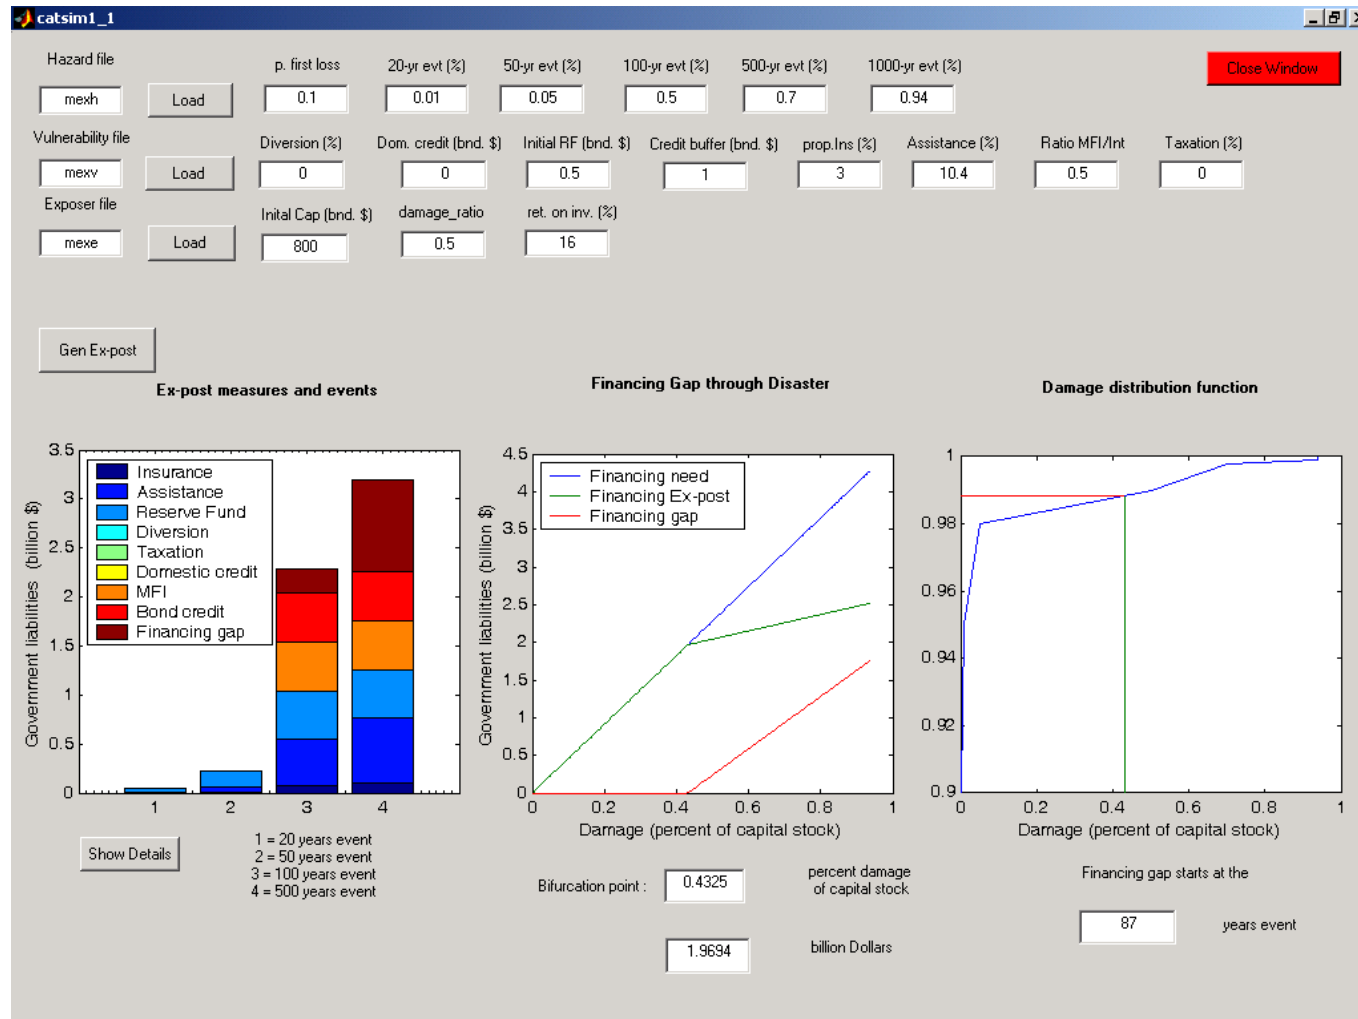 catsim1_1
Hazard file
p. first loss 20-yr evt (%) 50-yr evt (%) 100-yr evt (%) 500-yr evt (%) 1000-yr evt (%)
Close Window
mexh Load 0.1 0.01 0.05 0.5 0.7 0.94
Vulnerability file
Diversion (%) Dom. credit (bnd. $) Initial RF (bnd. $) Credit buffer (bnd. $) prop.Ins (%) Assistance (%) Ratio MFI/Int Taxation (%)
mexv Load 0 0 0.5 1 3 10.4 0.5 0
Exposer file
Inital Cap (bnd. $) damage_ratio ret. on inv. (%)
mexe Load 800 0.5 16
Gen Ex-post
Ex-post measures and events
Government liabilities (billion $)
3.5
3
2.5
2
1.5
1
0.5
0
Insurance
Assistance
Reserve Fund
Diversion
Taxation
Domestic credit
MFI
Bond credit
Financing gap
1 2 3 4
Show Details
1 = 20 years event
2 = 50 years event
3 = 100 years event
4 = 500 years event
Financing Gap through Disaster
Government liabilities (billion $)
4.5
4
3.5
3
2.5
2
1.5
1
0.5
0
Financing need
Financing Ex-post
Financing gap
0 0.2 0.4 0.6 0.8 1
Damage (percent of capital stock)
Bifurcation point : 0.4325 percent damage
of capital stock
1.9694 billion Dollars
Damage distribution function
1
0.98
0.96
0.94
0.92
0.9
0 0.2 0.4 0.6 0.8 1
Damage (percent of capital stock)
Financing gap starts at the
87 years event